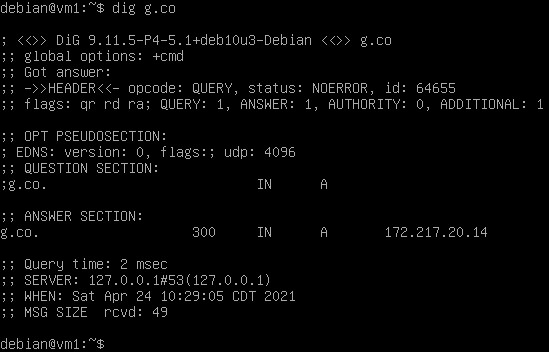 debian@vm1:~$ dig g.co
; <<>> DiG 9.11.5-P4-5.1+deb10u3-Debian <<>> g.co
;; global options: +cmd
;; Got answer:
;; ->>HEADER<<- opcode: QUERY, status: NOERROR, id: 64655
;; flags: qr rd ra; QUERY: 1, ANSWER: 1, AUTHORITY: 0, ADDITIONAL: 1
;; OPT PSEUDOSECTION:
; EDNS: version: 0, flags:; udp: 4096
;; QUESTION SECTION:
;g.co. IN A
;; ANSWER SECTION:
g.co. 300 IN A 172.217.20.14
;; Query time: 2 msec
;; SERVER: 127.0.0.1#53(127.0.0.1)
;; WHEN: Sat Apr 24 10:29:05 CDT 2021
;; MSG SIZE rcvd: 49
debian@vm1:~$